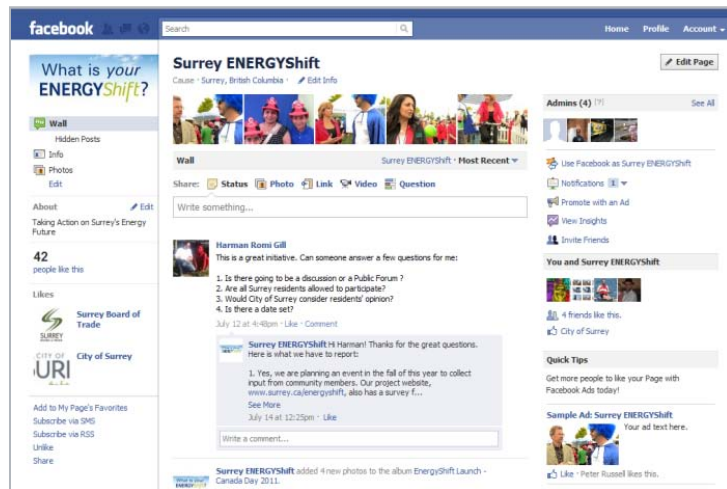 facebook
Search
Home Profile Account
What is your
ENERGYShift?
Wall
Hidden Posts
Info
Photos
Edit
About Edit
Taking Action on Surrey's Energy
Future
42
people like this
Likes
SURREY
Surrey Board of
Trade
CITY OF
URI
City of Surrey
Add to My Page's Favorites
Subscribe via SMS
Subscribe via RSS
Unlike
Share
Surrey ENERGYShift
Cause · Surrey, British Columbia · Edit Info
Edit Page
Wall Surrey ENERGYShift · Most Recent
Share: Status Photo Link Video Question
Write something...
Harman Romi Gill
This is a great initiative. Can someone answer a few questions for me:
1. Is there going to be a discussion or a Public Forum ?
2. Are all Surrey residents allowed to participate?
3. Would City of Surrey consider residents' opinion?
4. Is there a date set?
July 12 at 4:48pm · Like · Comment
Surrey ENERGYShift Hi Harman! Thanks for the great questions.
Here is what we have to report:
1. Yes, we are planning an event in the fall of this year to collect
input from community members. Our project website,
www.surrey.ca/energyshift, also has a survey f...
See More
July 14 at 12:25pm · Like
Write a comment...
What is your
ENERGYShift?
Surrey ENERGYShift added 4 new photos to the album EnergyShift Launch -
Canada Day 2011.
Admins (4) [?] See All
Use Facebook as Surrey ENERGYShift
Notifications 1
Promote with an Ad
View Insights
Invite Friends
You and Surrey ENERGYShift
4 friends like this.
City of Surrey
Quick Tips
Get more people to like your Page with
Facebook Ads today!
Sample Ad: Surrey ENERGYShift
Your ad text here.
Like · Peter Russell likes this.